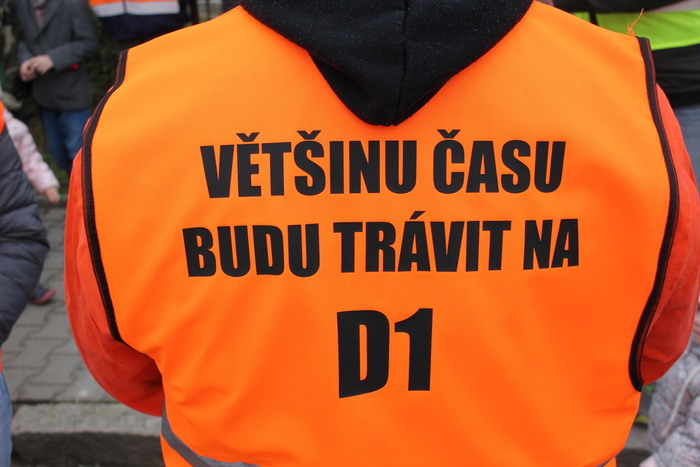 VĚTŠINU ČASU
BUDU TRÁVIT NA
D1